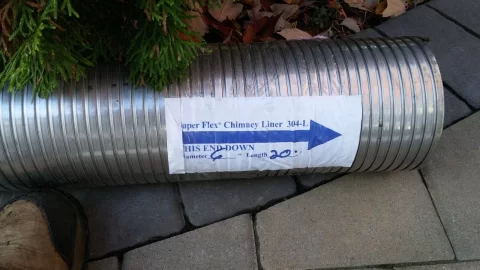 uper Flex® Chimney Liner 304-L
HIS END DOWN
iameter 6 " Length 20'